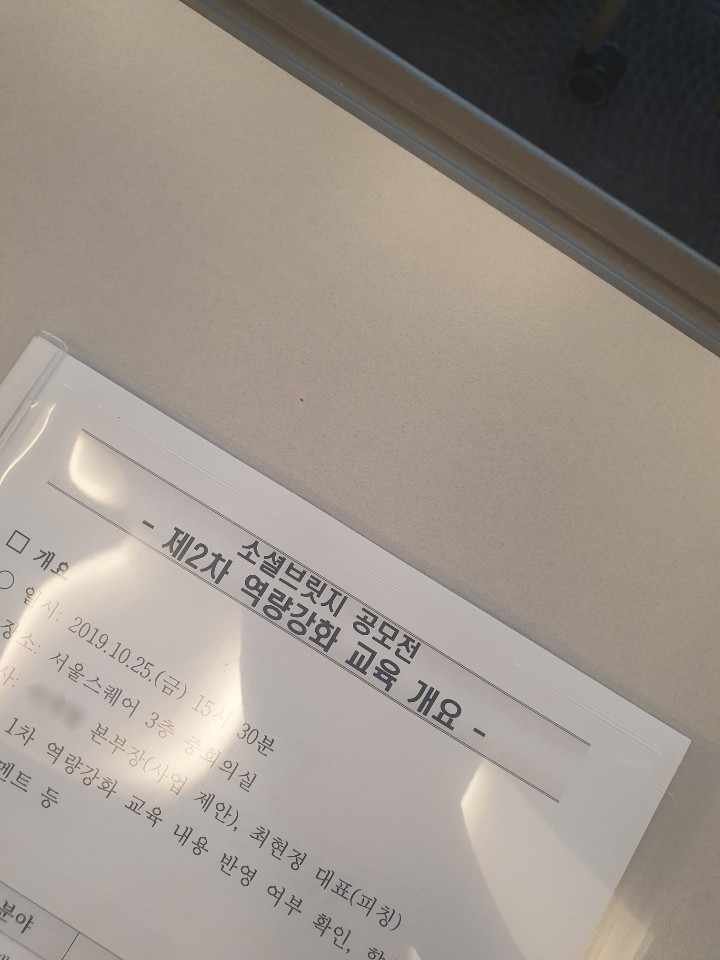 소셜브릿지 공모전
- 제2차 역량강화 교육 개요 -
□ 개요
○ 일시: 2019.10.25.(금) 15시 30분
장소: 서울스퀘어 3층 중회의실
사: 본부장(사업 제안), 최현정 대표(피칭)
1차 역량강화 교육 내용 반영 여부 확인,
멘트 등
분야